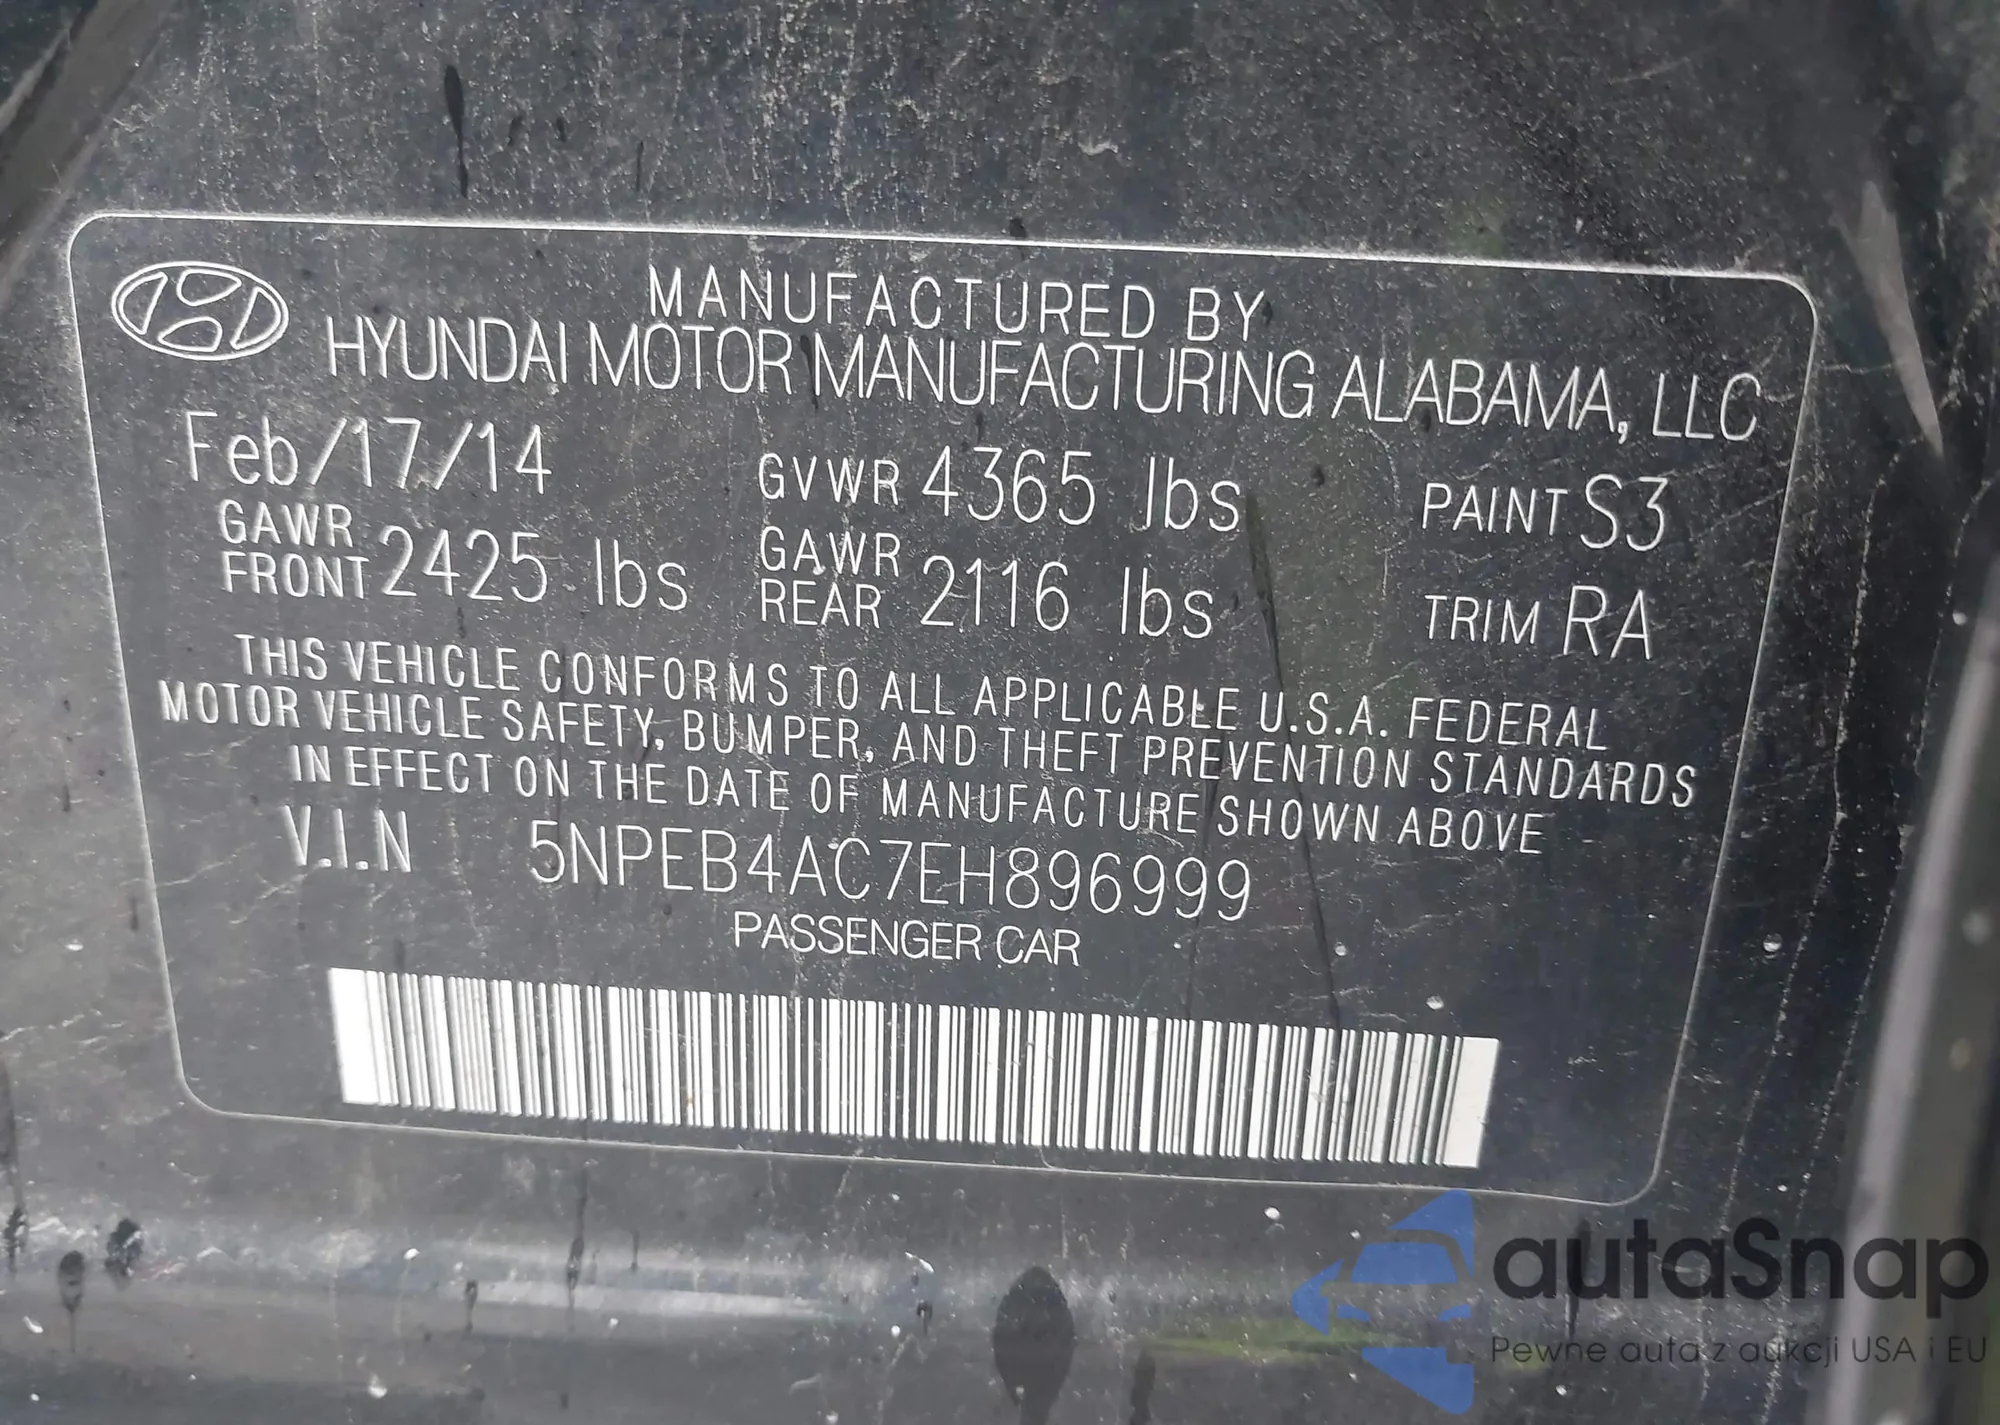 MANUFACTURED BY
HYUNDAI MOTOR MANUFACTURING ALABAMA, LLC
Feb/17/14 GVWR 4365 lbs PAINT S3
GAWR FRONT 2425 lbs GAWR REAR 2116 lbs TRIM RA
THIS VEHICLE CONFORMS TO ALL APPLICABLE U.S.A. FEDERAL
MOTOR VEHICLE SAFETY, BUMPER, AND THEFT PREVENTION STANDARDS
IN EFFECT ON THE DATE OF MANUFACTURE SHOWN ABOVE
V.I.N 5NPEB4AC7EH896999
PASSENGER CAR
autaSnap
Pewne auta z aukcji USA i EU